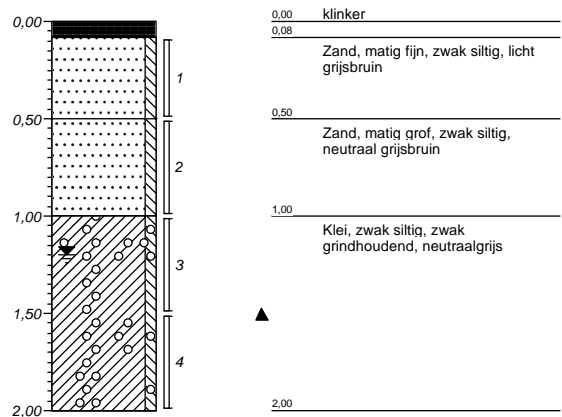 0,00
0,50
1,00
1,50
2,00
1
2
3
4
0,00 klinker
0,08
Zand, matig fijn, zwak siltig, licht
grijsbruin
0,50
Zand, matig grof, zwak siltig,
neutraal grijsbruin
1,00
Klei, zwak siltig, zwak
grindhoudend, neutraalgrijs
2,00